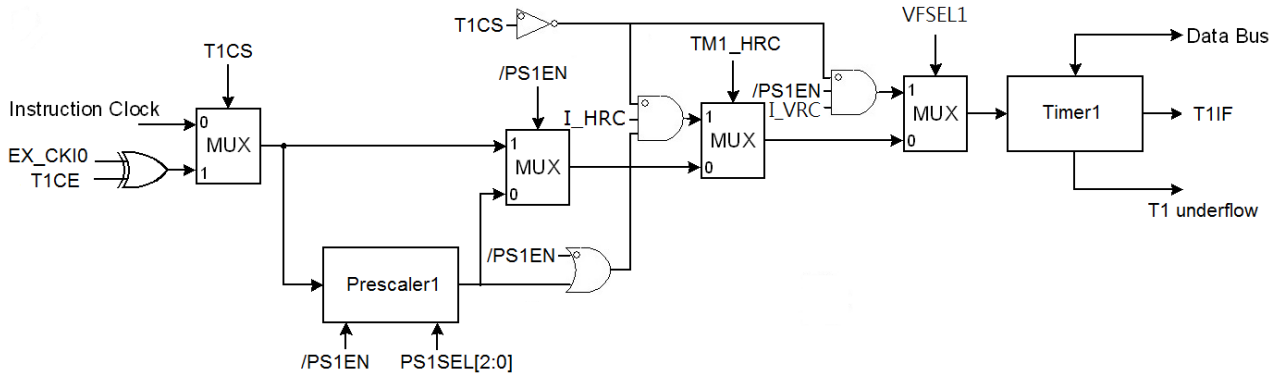 VFSEL1
T1CS
T1CS
TM1_HRC
Data Bus
/PS1EN
/PS1EN
1
Instruction Clock
0
I_HRC
1
I_VRC
MUX
Timer1
T1IF
MUX
1
MUX
0
EX_CKI0
1
MUX
0
T1CE
0
T1 underflow
/PS1EN
Prescaler1
/PS1EN
PS1SEL[2:0]